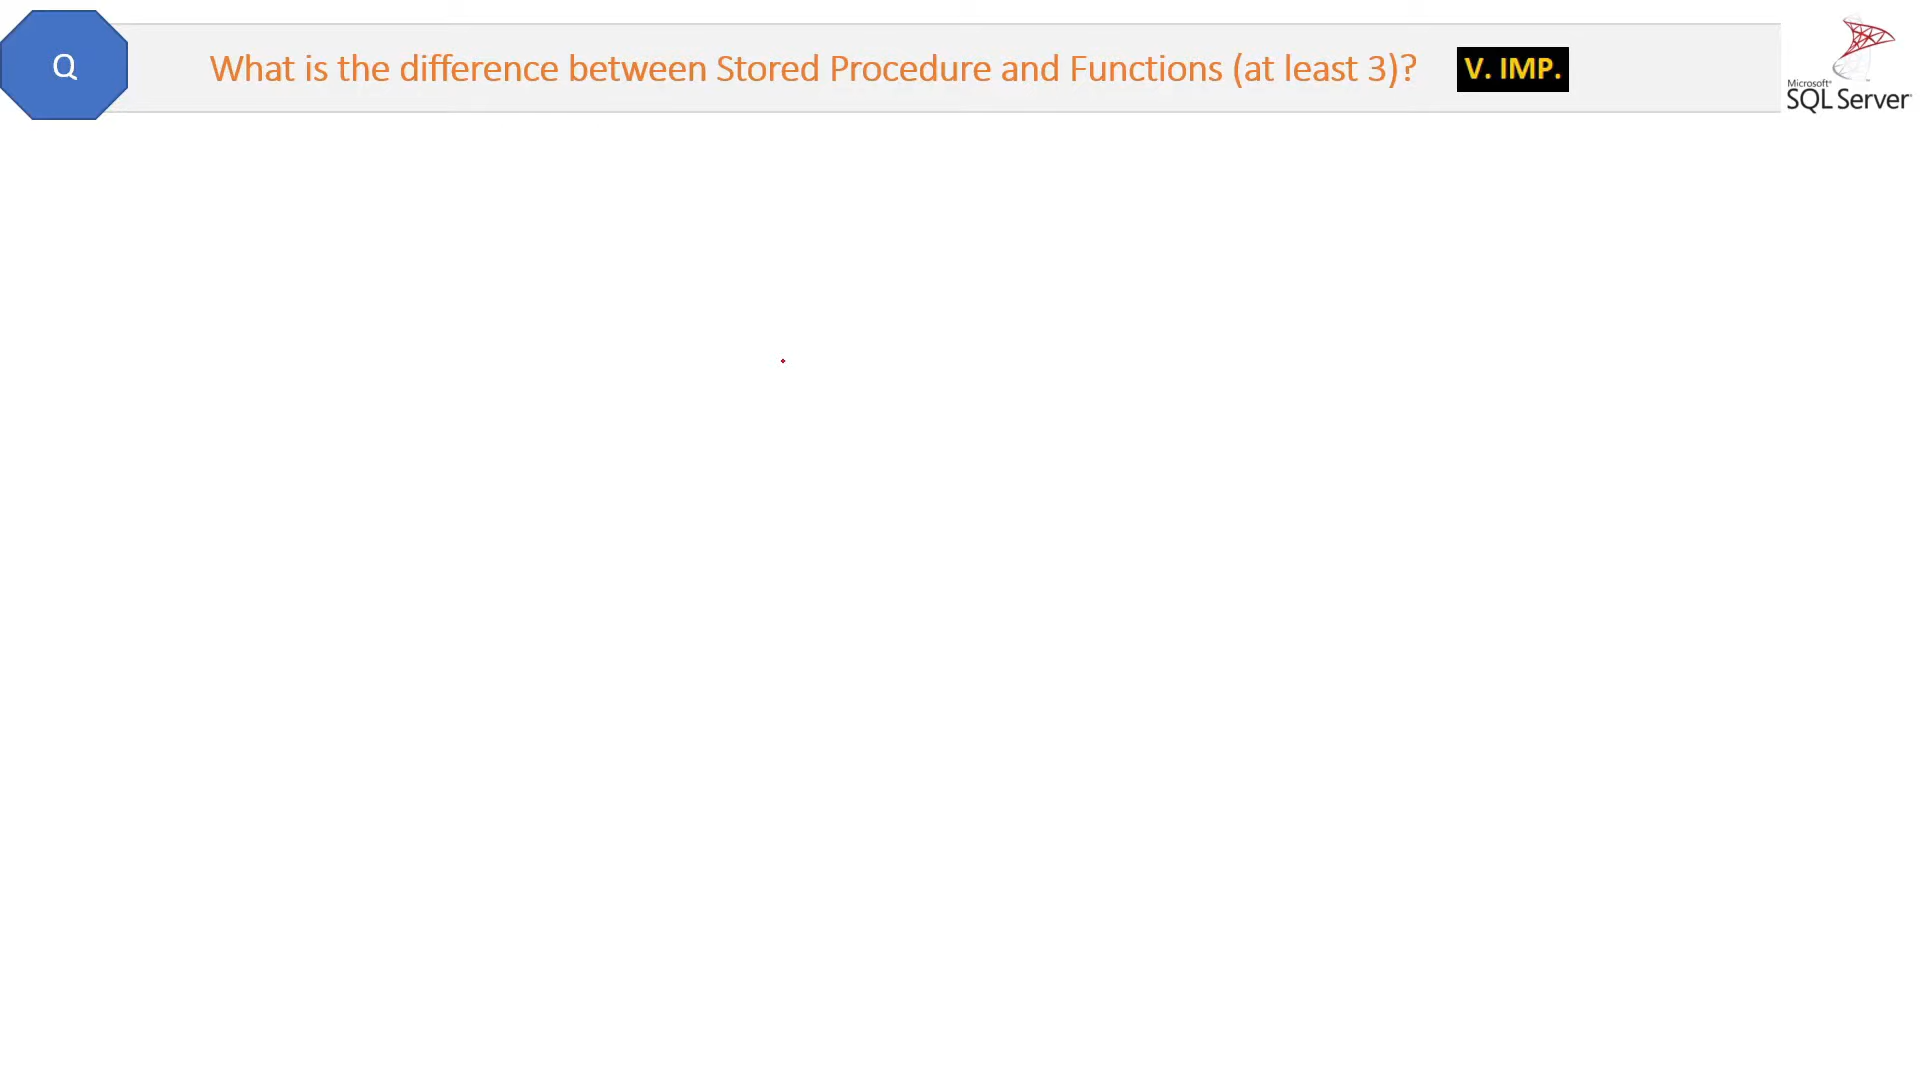 Q
What is the difference between Stored Procedure and Functions (at least 3)?
V. IMP.
Microsoft®
SQL Server®